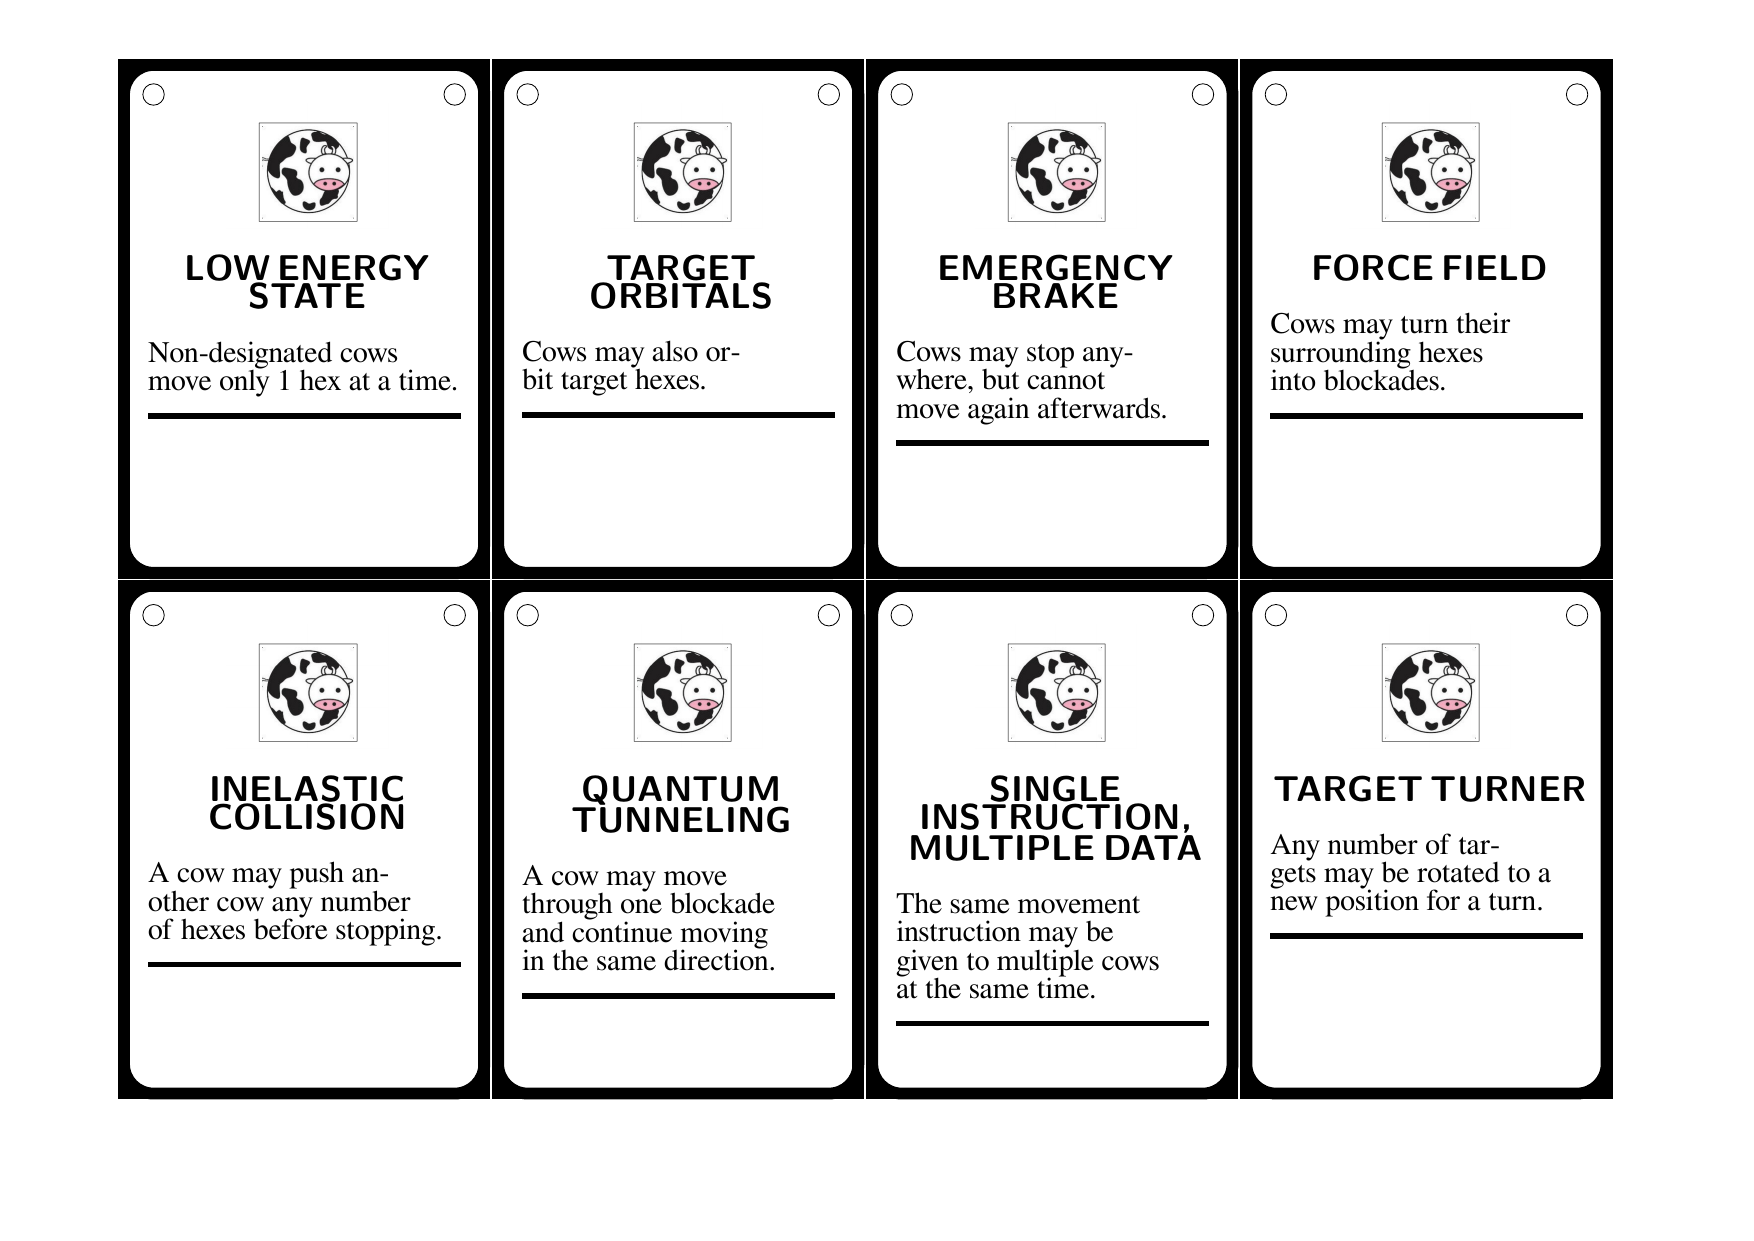 LOW ENERGY
STATE
Non-designated cows
move only 1 hex at a time.
TARGET
ORBITALS
Cows may also or-
bit target hexes.
EMERGENCY
BRAKE
Cows may stop any-
where, but cannot
move again afterwards.
FORCE FIELD
Cows may turn their
surrounding hexes
into blockades.
INELASTIC
COLLISION
A cow may push an-
other cow any number
of hexes before stopping.
QUANTUM
TUNNELING
A cow may move
through one blockade
and continue moving
in the same direction.
SINGLE
INSTRUCTION,
MULTIPLE DATA
The same movement
instruction may be
given to multiple cows
at the same time.
TARGET TURNER
Any number of tar-
gets may be rotated to a
new position for a turn.